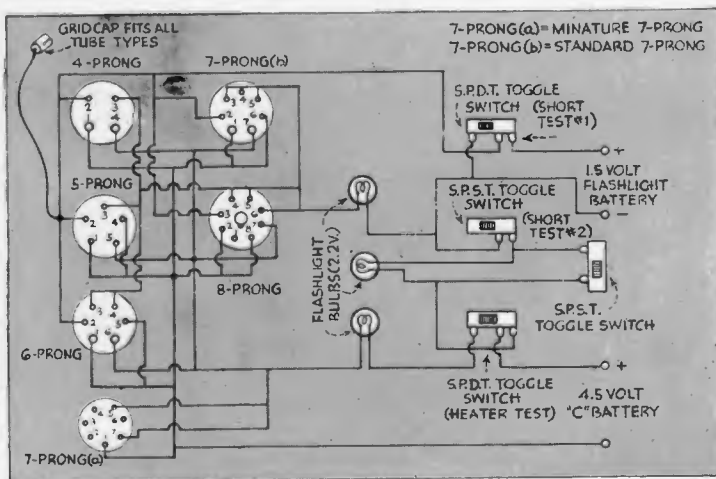 GRID CAP FITS ALL
TUBE TYPES
7-PRONG(a)=MINATURE 7-PRONG
7-PRONG(b)=STANDARD 7-PRONG
4-PRONG
7-PRONG(b)
S.P.D.T. TOGGLE
SWITCH (SHORT
TEST#1)
+
1.5 VOLT
FLASHLIGHT
BATTERY
-
5-PRONG
S.P.S.T. TOGGLE
SWITCH
(SHORT
TEST#2)
8-PRONG
FLASHLIGHT
BULBS(2.2V.)
S.P.S.T.
TOGGLE SWITCH
6-PRONG
+
S.P.D.T. TOGGLE
SWITCH
(HEATER TEST)
4.5 VOLT
"C" BATTERY
7-PRONG(a)